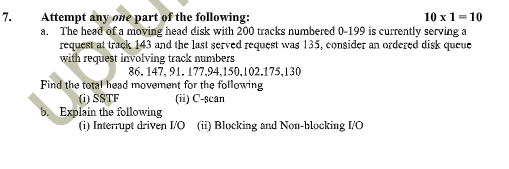 7. Attempt any one part of the following: 10 x 1 = 10
a. The head of a moving head disk with 200 tracks numbered 0-199 is currently serving a
request at track 143 and the last served request was 135, consider an ordered disk queue
with request involving track numbers
86. 147, 91. 177,94,150,102.175,130
Find the total head movement for the following
(i) SSTF (ii) C-scan
b. Explain the following
(i) Interrupt driven I/O (ii) Blocking and Non-blocking I/O